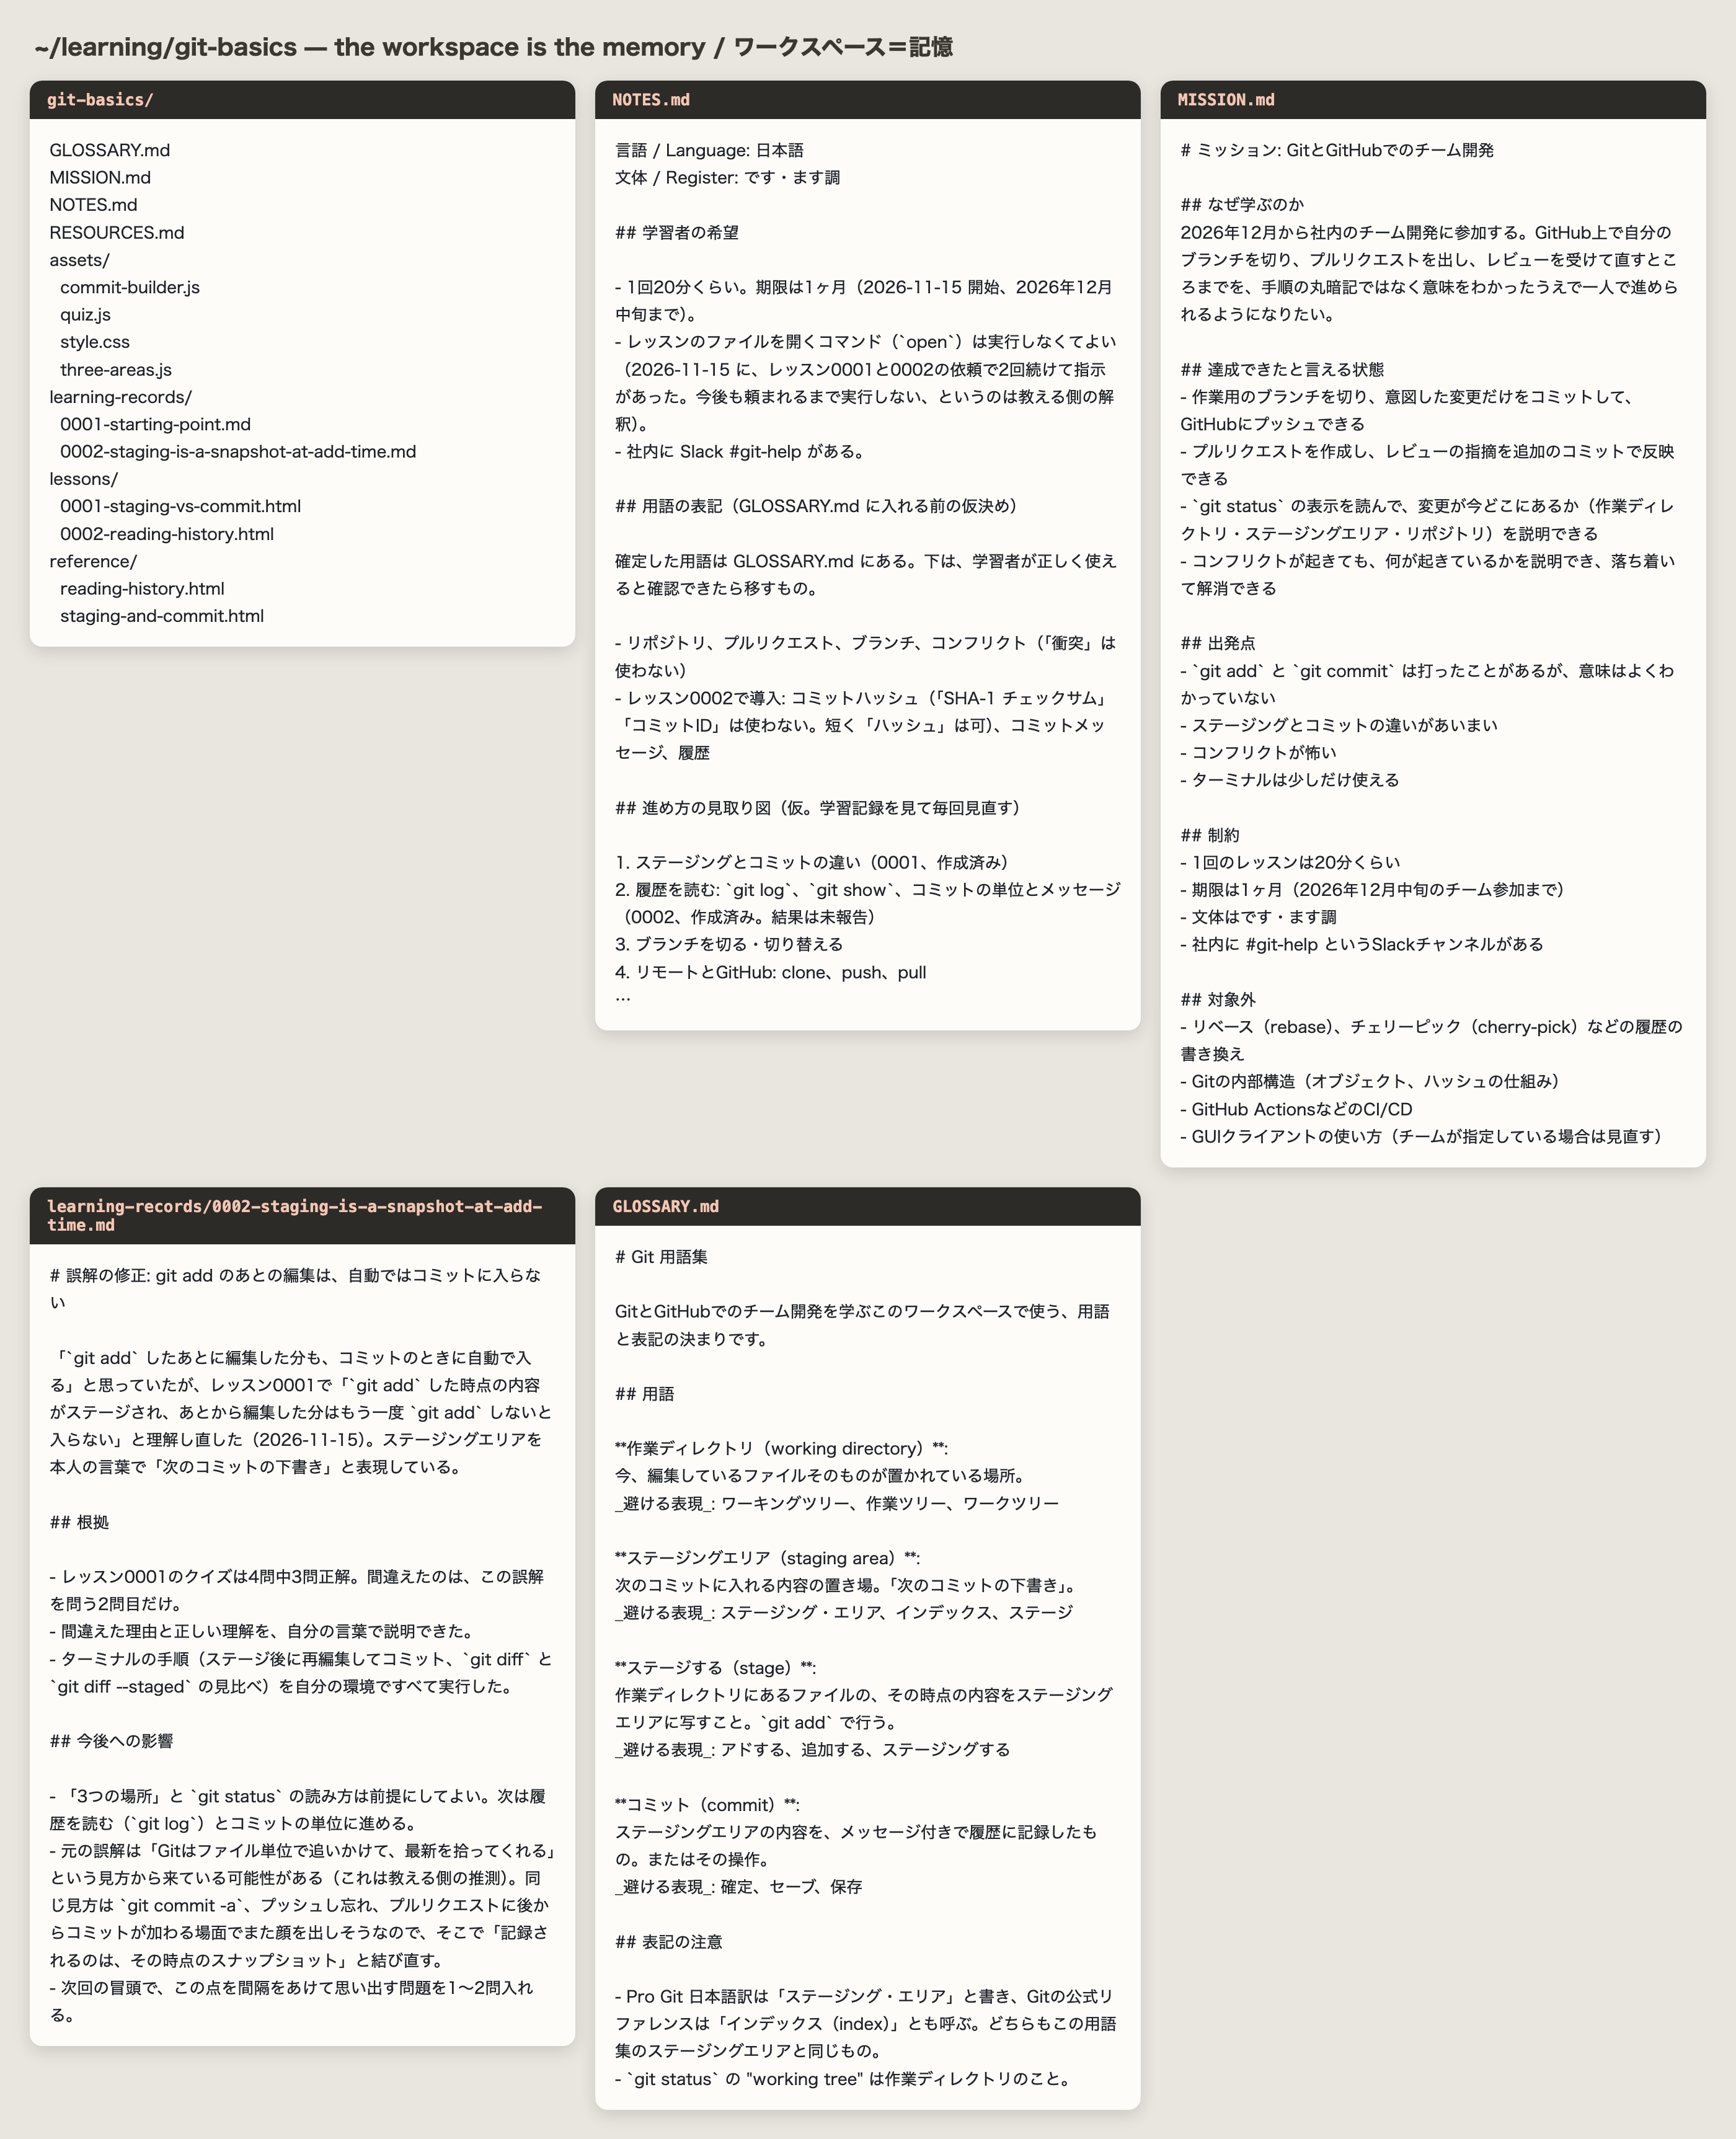 ~/learning/git-basics — the workspace is the memory / ワークスペース＝記憶
git-basics/
GLOSSARY.md
MISSION.md
NOTES.md
RESOURCES.md
assets/
commit-builder.js
quiz.js
style.css
three-areas.js
learning-records/
0001-starting-point.md
0002-staging-is-a-snapshot-at-add-time.md
lessons/
0001-staging-vs-commit.html
0002-reading-history.html
reference/
reading-history.html
staging-and-commit.html
NOTES.md
言語 / Language: 日本語
文体 / Register: です・ます調
## 学習者の希望
- 1回20分くらい。期限は1ヶ月（2026-11-15 開始、2026年12月
中旬まで）。
- レッスンのファイルを開くコマンド（`open`）は実行しなくてよい
（2026-11-15 に、レッスン0001と0002の依頼で2回続けて指示
があった。今後も頼まれるまで実行しない、というのは教える側の解
釈）。
- 社内に Slack #git-help がある。
## 用語の表記（GLOSSARY.md に入れる前の仮決め）
確定した用語は GLOSSARY.md にある。下は、学習者が正しく使え
ると確認できたら移すもの。
- リポジトリ、プルリクエスト、ブランチ、コンフリクト（「衝突」は
使わない）
- レッスン0002で導入: コミットハッシュ（「SHA-1 チェックサム」
「コミットID」は使わない。短く「ハッシュ」は可）、コミットメッ
セージ、履歴
## 進め方の見取り図（仮。学習記録を見て毎回見直す）
1. ステージングとコミットの違い（0001、作成済み）
2. 履歴を読む: `git log`、`git show`、コミットの単位とメッセージ
（0002、作成済み。結果は未報告）
3. ブランチを切る・切り替える
4. リモートとGitHub: clone、push、pull
…
MISSION.md
# ミッション: GitとGitHubでのチーム開発
## なぜ学ぶのか
2026年12月から社内のチーム開発に参加する。GitHub上で自分の
ブランチを切り、プルリクエストを出し、レビューを受けて直すとこ
ろまでを、手順の丸暗記ではなく意味をわかったうえで一人で進めら
れるようになりたい。
## 達成できたと言える状態
- 作業用のブランチを切り、意図した変更だけをコミットして、
GitHubにプッシュできる
- プルリクエストを作成し、レビューの指摘を追加のコミットで反映
できる
- `git status` の表示を読んで、変更が今どこにあるか（作業ディレ
クトリ・ステージングエリア・リポジトリ）を説明できる
- コンフリクトが起きても、何が起きているかを説明でき、落ち着い
て解消できる
## 出発点
- `git add` と `git commit` は打ったことがあるが、意味はよくわ
かっていない
- ステージングとコミットの違いがあいまい
- コンフリクトが怖い
- ターミナルは少しだけ使える
## 制約
- 1回のレッスンは20分くらい
- 期限は1ヶ月（2026年12月中旬のチーム参加まで）
- 文体はです・ます調
- 社内に #git-help というSlackチャンネルがある
## 対象外
- リベース（rebase）、チェリーピック（cherry-pick）などの履歴の
書き換え
- Gitの内部構造（オブジェクト、ハッシュの仕組み）
- GitHub ActionsなどのCI/CD
- GUIクライアントの使い方（チームが指定している場合は見直す）
learning-records/0002-staging-is-a-snapshot-at-add-
time.md
# 誤解の修正: git add のあとの編集は、自動ではコミットに入らな
い
「`git add` したあとに編集した分も、コミットのときに自動で入
る」と思っていたが、レッスン0001で「`git add` した時点の内容
がステージされ、あとから編集した分はもう一度 `git add` しないと
入らない」と理解し直した（2026-11-15）。ステージングエリアを
本人の言葉で「次のコミットの下書き」と表現している。
## 根拠
- レッスン0001のクイズは4問中3問正解。間違えたのは、この誤解
を問う2問目だけ。
- 間違えた理由と正しい理解を、自分の言葉で説明できた。
- ターミナルの手順（ステージ後に再編集してコミット、`git diff` と
`git diff --staged` の見比べ）を自分の環境ですべて実行した。
## 今後への影響
- 「3つの場所」と `git status` の読み方は前提にしてよい。次は履
歴を読む（`git log`）とコミットの単位に進める。
- 元の誤解は「Gitはファイル単位で追いかけて、最新を拾ってくれる」
という見方から来ている可能性がある（これは教える側の推測）。同
じ見方は `git commit -a`、プッシュし忘れ、プルリクエストに後か
らコミットが加わる場面でまた顔を出しそうなので、そこで「記録さ
れるのは、その時点のスナップショット」と結び直す。
- 次回の冒頭で、この点を間隔をあけて思い出す問題を1〜2問入れ
る。
GLOSSARY.md
# Git 用語集
GitとGitHubでのチーム開発を学ぶこのワークスペースで使う、用語
と表記の決まりです。
## 用語
**作業ディレクトリ（working directory）**:
今、編集しているファイルそのものが置かれている場所。
_避ける表現_: ワーキングツリー、作業ツリー、ワークツリー
**ステージングエリア（staging area）**:
次のコミットに入れる内容の置き場。「次のコミットの下書き」。
_避ける表現_: ステージング・エリア、インデックス、ステージ
**ステージする（stage）**:
作業ディレクトリにあるファイルの、その時点の内容をステージング
エリアに写すこと。`git add` で行う。
_避ける表現_: アドする、追加する、ステージングする
**コミット（commit）**:
ステージングエリアの内容を、メッセージ付きで履歴に記録したも
の。またはその操作。
_避ける表現_: 確定、セーブ、保存
## 表記の注意
- Pro Git 日本語訳は「ステージング・エリア」と書き、Gitの公式リ
ファレンスは「インデックス（index）」とも呼ぶ。どちらもこの用語
集のステージングエリアと同じもの。
- `git status` の "working tree" は作業ディレクトリのこと。